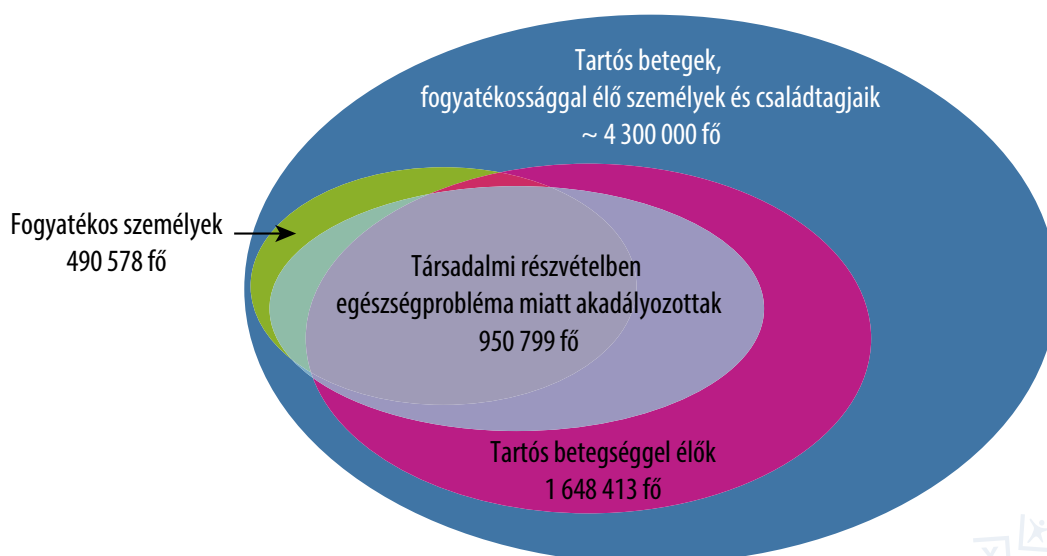 Tartós betegek,
fogyatékossággal élő személyek és családtagjaik
~ 4 300 000 fő
Fogyatékos személyek
490 578 fő
Társadalmi részvételben
egészségprobléma miatt akadályozottak
950 799 fő
Tartós betegséggel élők
1 648 413 fő